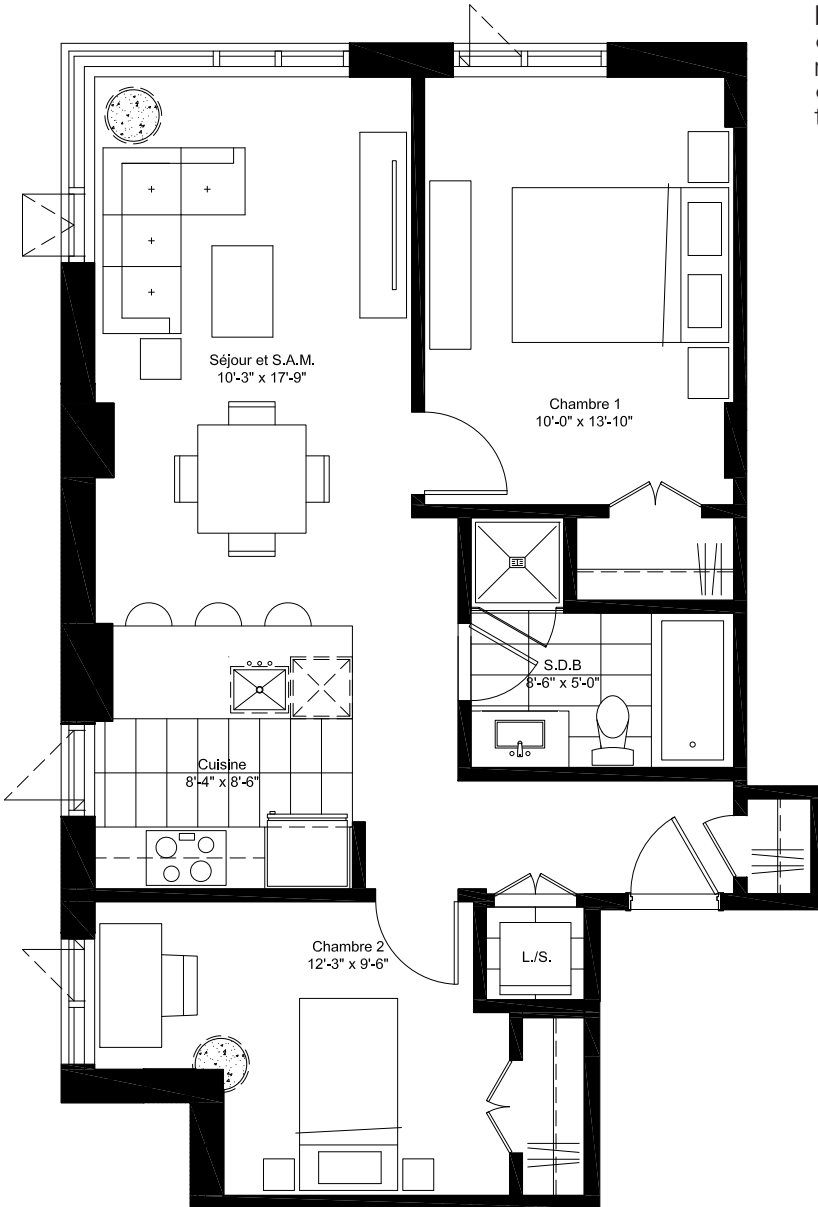 Séjour et S.A.M.
10'-3" x 17'-9"
Chambre 1
10'-0" x 13'-10"
S.D.B
8'-6" x 5'-0"
Cuisine
8'-4" x 8'-6"
Chambre 2
12'-3" x 9'-6"
L./S.